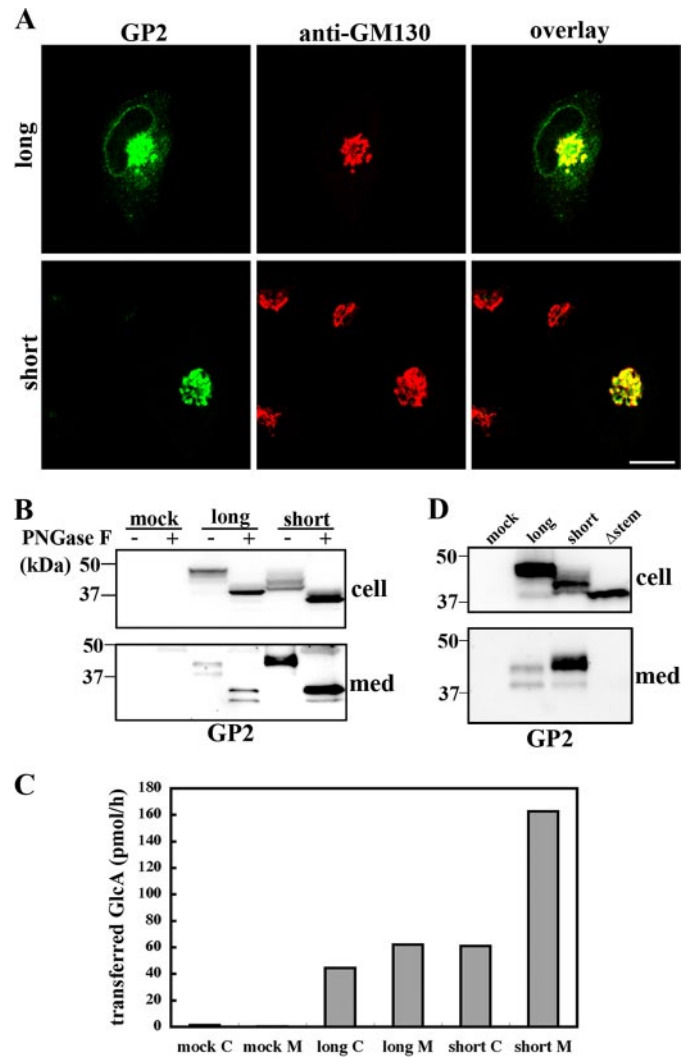 A
GP2 anti-GM130 overlay
long
short
B
mock long short
PNGase F - + - + - +
(kDa)
50
37
cell
50
37
med
GP2
D
mock long short Δstem
50
37
cell
50
37
med
GP2
C
transferred GlcA (pmol/h)
180
160
140
120
100
80
60
40
20
0
mock C mock M long C long M short C short M